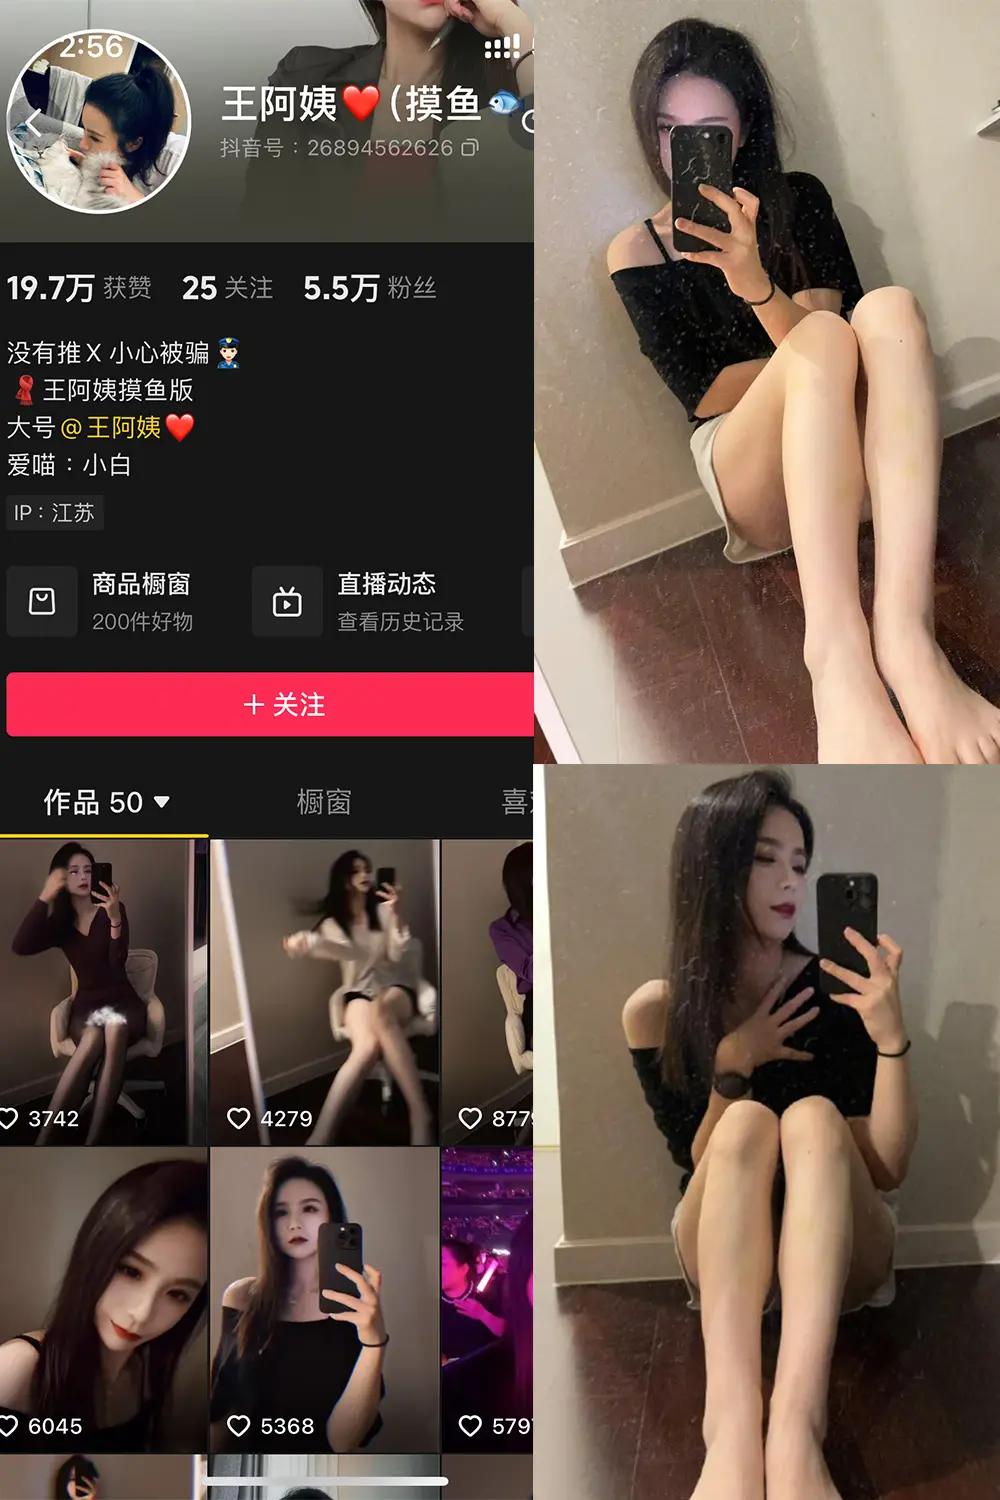 2:56
王阿姨❤️(摸鱼🐟
抖音号：26894562626
19.7万 获赞 25 关注 5.5万 粉丝
没有推X 小心被骗👮🏻
🧣王阿姨摸鱼版
大号@王阿姨❤️
爱喵：小白
IP：江苏
商品橱窗
200件好物
直播动态
查看历史记录
+ 关注
作品 50 ▼ 橱窗 喜
3742 4279 877
6045 5368 579